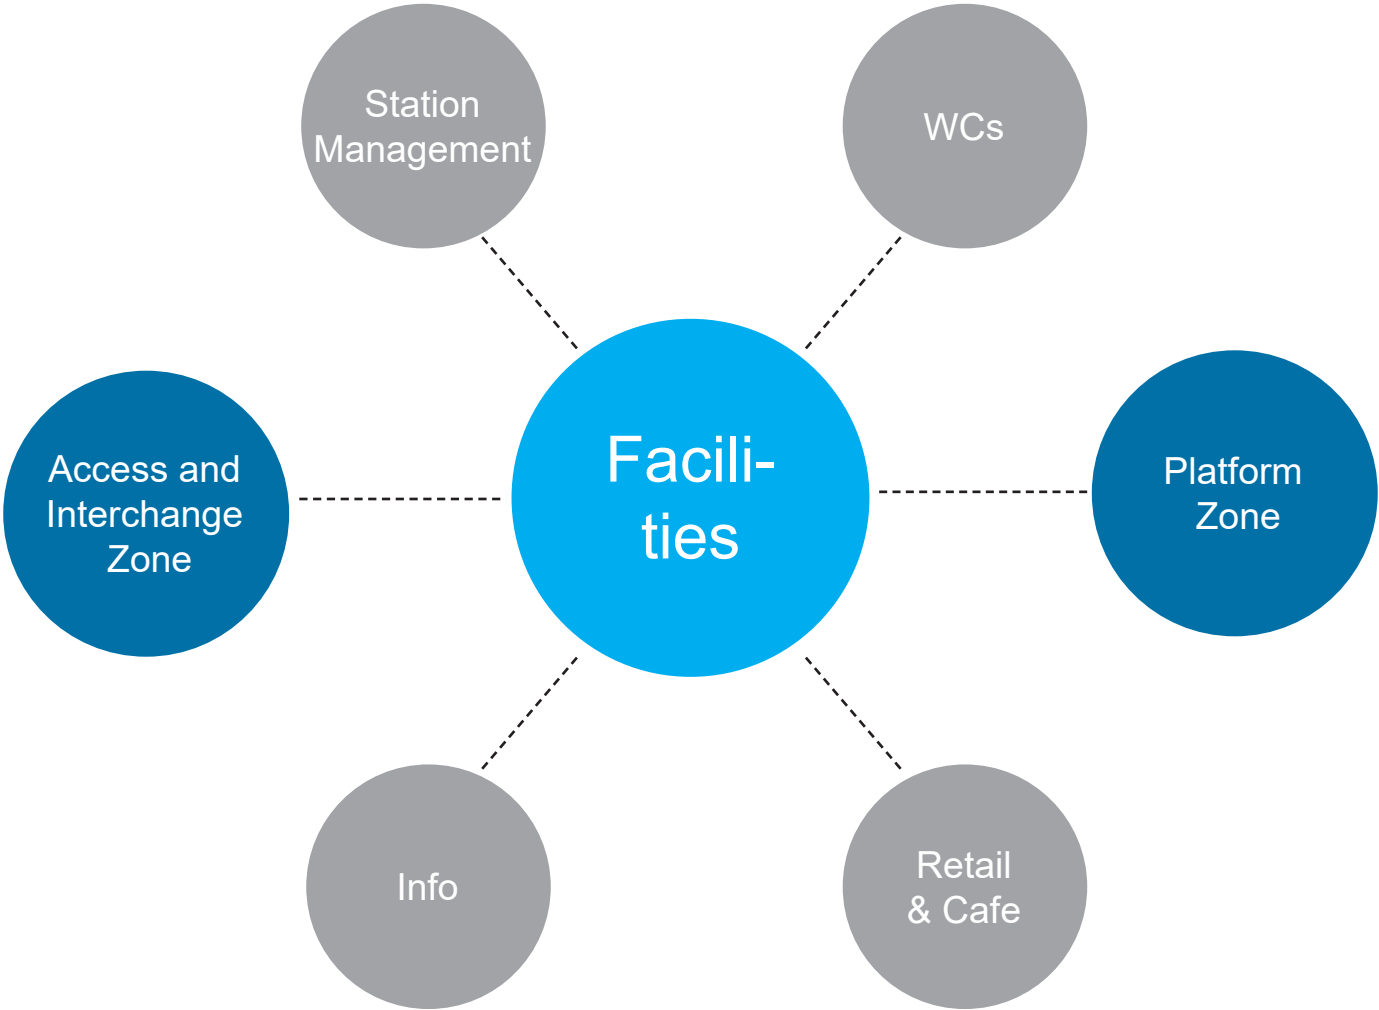 Station
Management
WCs
Facili-
ties
Access and
Interchange
Zone
Platform
Zone
Info
Retail
& Cafe